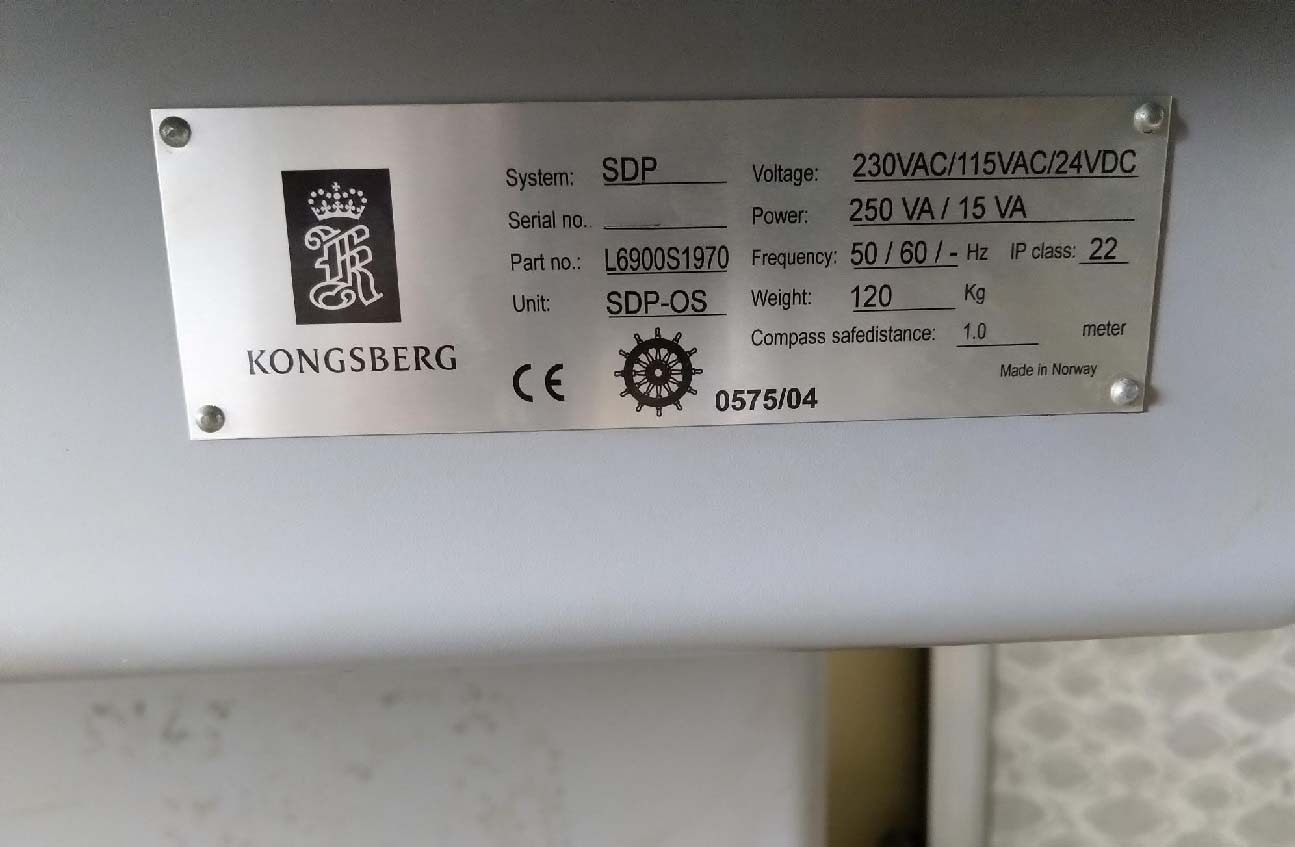 KONGSBERG
System: SDP
Serial no..
Part no.: L6900S1970
Unit: SDP-OS
CE
0575/04
Voltage: 230VAC/115VAC/24VDC
Power: 250 VA / 15 VA
Frequency: 50 / 60 / - Hz IP class: 22
Weight: 120 Kg
Compass safedistance: 1.0 meter
Made in Norway